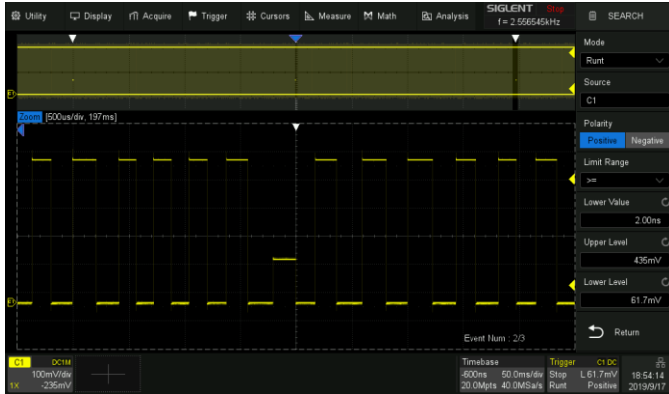 Utility Display Acquire Trigger Cursors Measure Math Analysis SIGLENT Stop
f = 2.556545kHz
SEARCH
Mode
Runt
Source
C1
Polarity
Positive Negative
Limit Range
>=
Lower Value
2.00ns
Upper Level
435mV
Lower Level
61.7mV
Return
Zoom [500us/div, 197ms]
Event Num : 2/3
C1 DC1M
100mV/div
1X -235mV
Timebase
-600ns 50.0ms/div
20.0Mpts 40.0MSa/s
Trigger C1 DC
Stop L 61.7mV
Runt Positive
18:54:14
2019/9/17